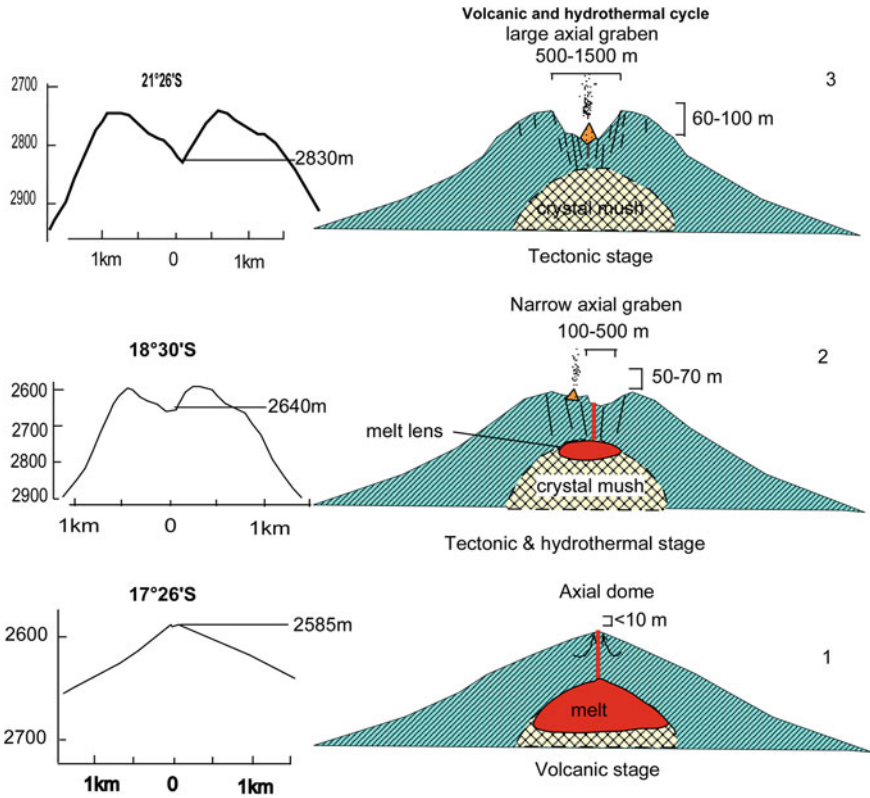 Volcanic and hydrothermal cycle
large axial graben
500-1500 m
3
60-100 m
crystal mush
Tectonic stage
21°26'S
2700
2800
2900
2830m
1km 0 1km
Narrow axial graben
100-500 m
2
50-70 m
melt lens
crystal mush
Tectonic & hydrothermal stage
18°30'S
2600
2700
2800
2900
2640m
1km 0 1km
Axial dome
<10 m
1
melt
Volcanic stage
17°26'S
2600
2700
2585m
1km 0 1km